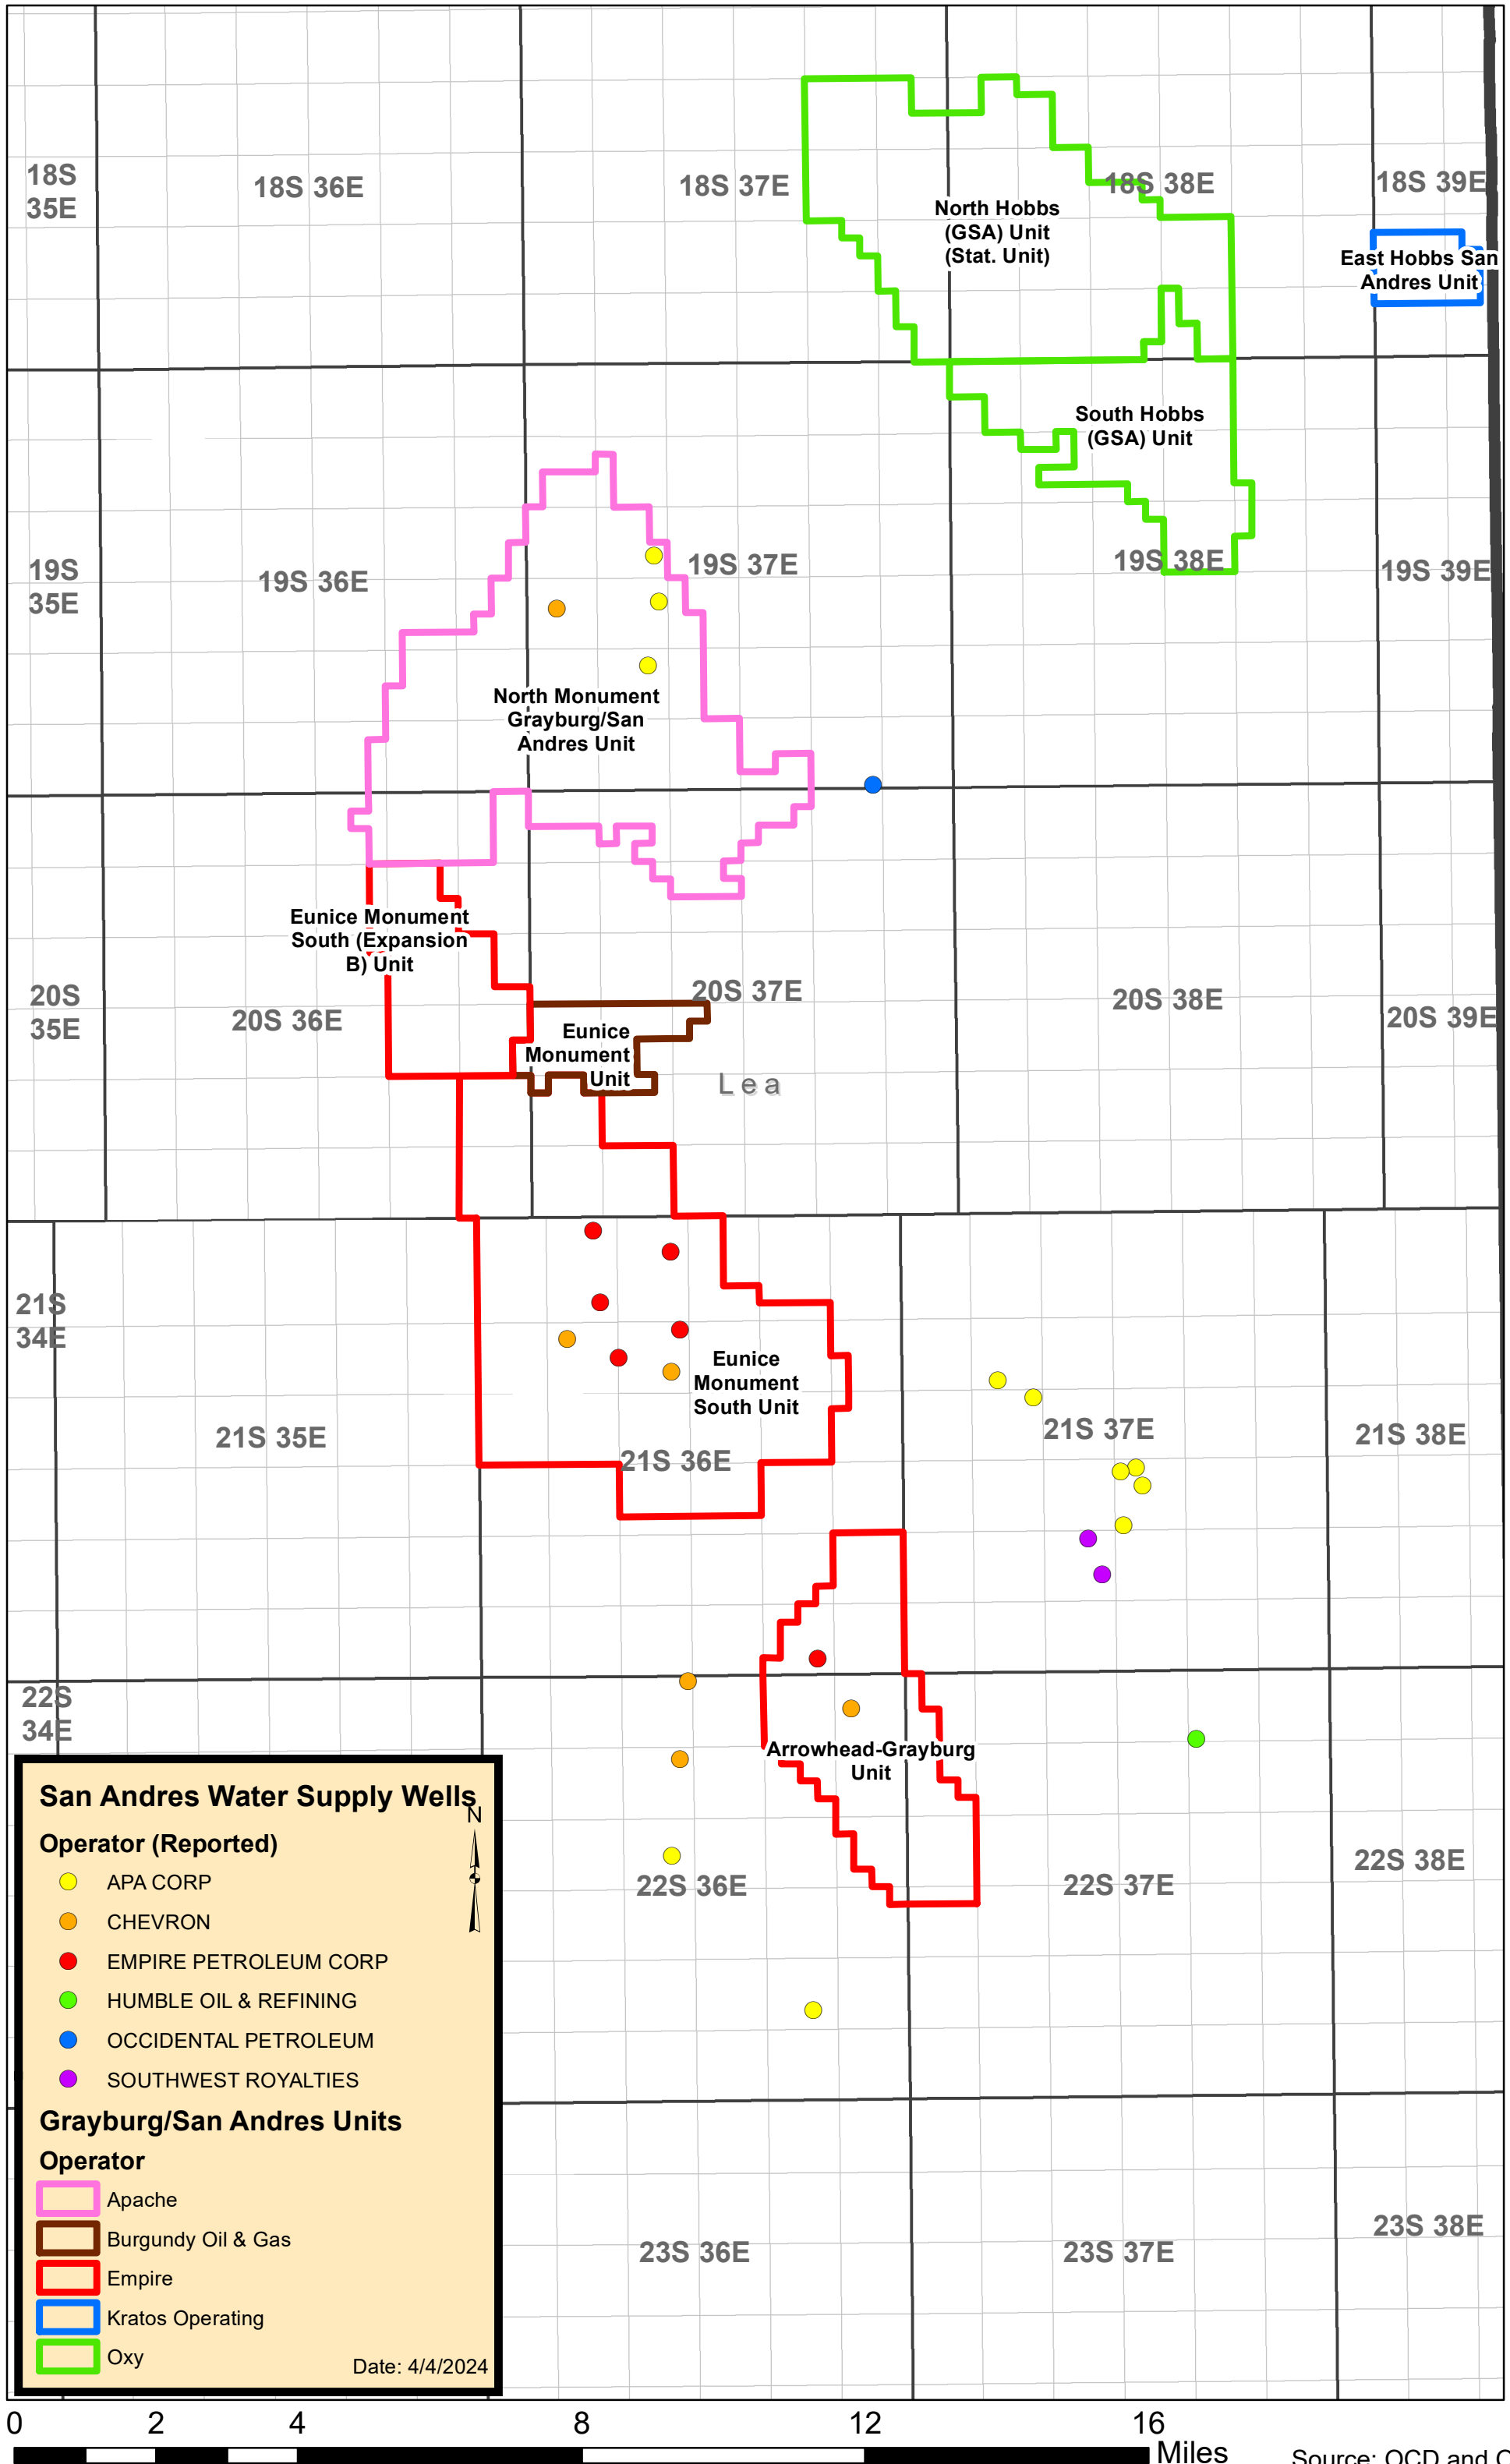 18S
35E
18S 36E
18S 37E
18S 38E
18S 39E
North Hobbs
(GSA) Unit
(Stat. Unit)
East Hobbs San
Andres Unit
South Hobbs
(GSA) Unit
19S
35E
19S 36E
19S 37E
19S 38E
19S 39E
North Monument
Grayburg/San
Andres Unit
Eunice Monument
South (Expansion
B) Unit
20S
35E
20S 36E
20S 37E
20S 38E
20S 39E
Eunice
Monument
Unit
Lea
21S
34E
Eunice
Monument
South Unit
21S 35E
21S 36E
21S 37E
21S 38E
22S
34E
Arrowhead-Grayburg
Unit
22S 36E
22S 37E
22S 38E
23S 36E
23S 37E
23S 38E
San Andres Water Supply Wells
N
Operator (Reported)
APA CORP
CHEVRON
EMPIRE PETROLEUM CORP
HUMBLE OIL & REFINING
OCCIDENTAL PETROLEUM
SOUTHWEST ROYALTIES
Grayburg/San Andres Units
Operator
Apache
Burgundy Oil & Gas
Empire
Kratos Operating
Oxy
Date: 4/4/2024
0 2 4 8 12 16
Miles
Source: OCD and